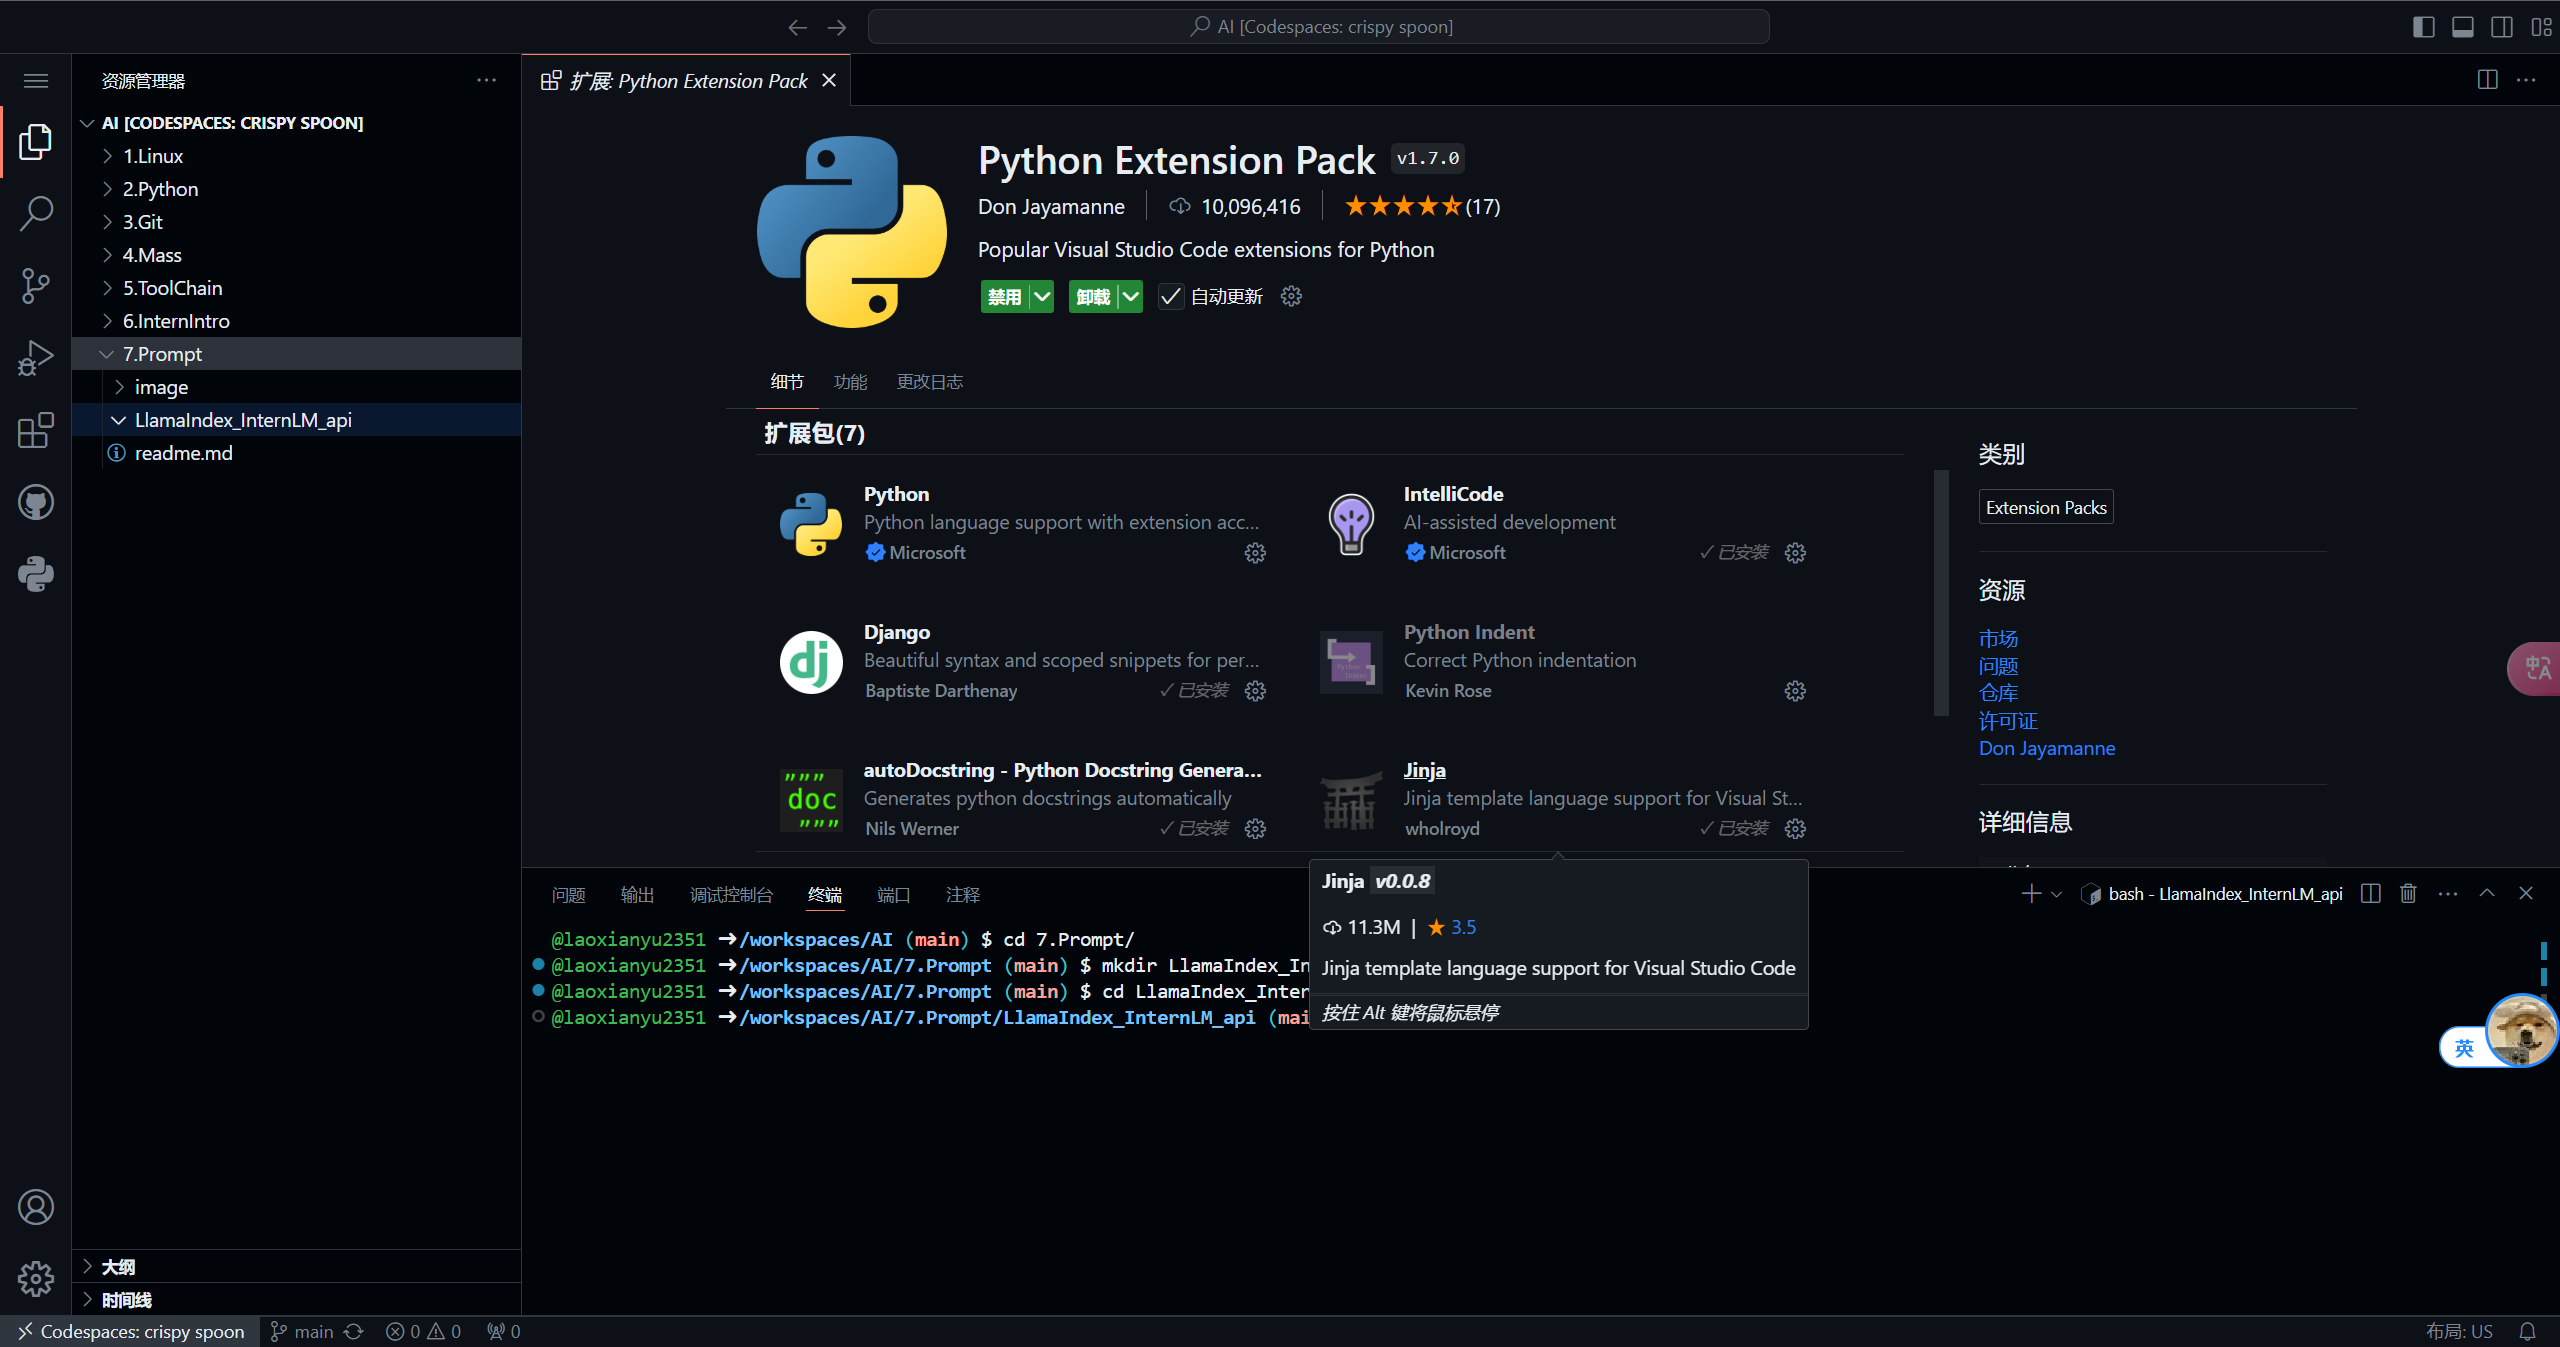 AI [Codespaces: crispy spoon]
资源管理器
AI [CODESPACES: CRISPY SPOON]
1.Linux
2.Python
3.Git
4.Mass
5.ToolChain
6.InternIntro
7.Prompt
image
LlamaIndex_InternLM_api
readme.md
大纲
时间线
扩展: Python Extension Pack
Python Extension Pack v1.7.0
Don Jayamanne 10,096,416 (17)
Popular Visual Studio Code extensions for Python
禁用 卸载 自动更新
细节 功能 更改日志
扩展包(7)
Python
Python language support with extension acc...
Microsoft
IntelliCode
AI-assisted development
Microsoft 已安装
Django
Beautiful syntax and scoped snippets for per...
Baptiste Darthenay 已安装
Python Indent
Correct Python indentation
Kevin Rose
autoDocstring - Python Docstring Genera...
Generates python docstrings automatically
Nils Werner 已安装
"""
doc
"""
Jinja
Jinja template language support for Visual St...
wholroyd 已安装
类别
Extension Packs
资源
市场
问题
仓库
许可证
Don Jayamanne
详细信息
Jinja v0.0.8
11.3M | 3.5
Jinja template language support for Visual Studio Code
按住 Alt 键将鼠标悬停
问题 输出 调试控制台 终端 端口 注释
bash - LlamaIndex_InternLM_api
@laoxianyu2351 ➜/workspaces/AI (main) $ cd 7.Prompt/
@laoxianyu2351 ➜/workspaces/AI/7.Prompt (main) $ mkdir LlamaIndex_In
@laoxianyu2351 ➜/workspaces/AI/7.Prompt (main) $ cd LlamaIndex_Inter
@laoxianyu2351 ➜/workspaces/AI/7.Prompt/LlamaIndex_InternLM_api (mai
英
Codespaces: crispy spoon main 0 0 0
布局: US